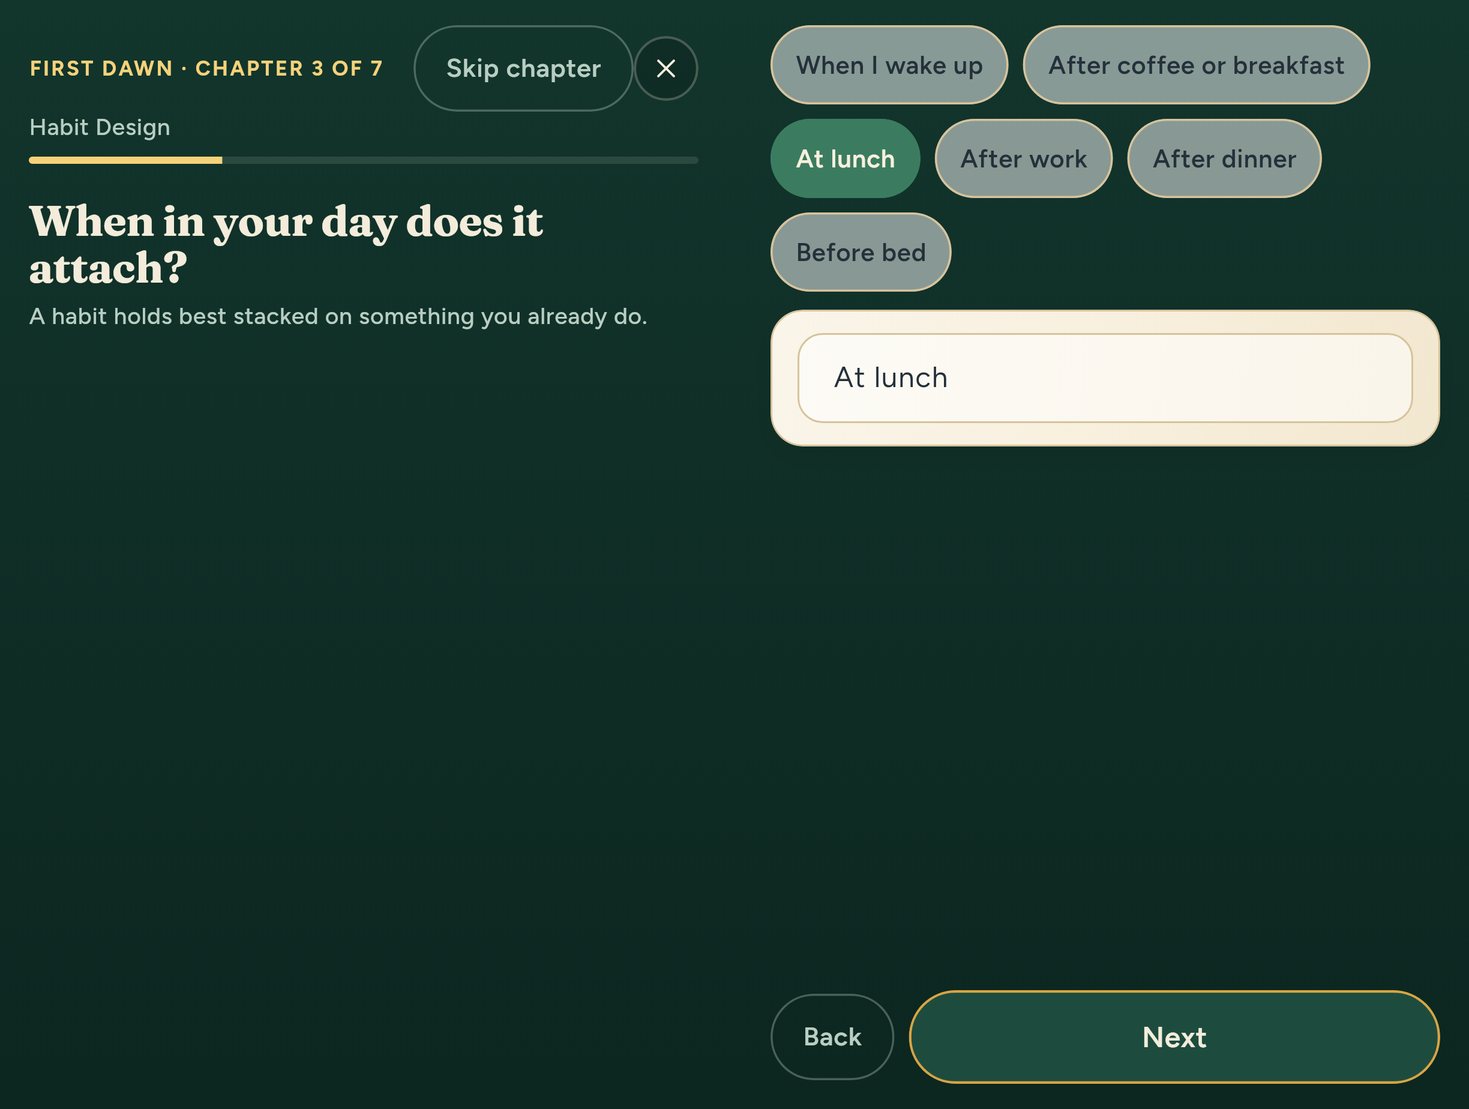 FIRST DAWN · CHAPTER 3 OF 7
Skip chapter
Habit Design
When in your day does it
attach?
A habit holds best stacked on something you already do.
When I wake up
After coffee or breakfast
At lunch
After work
After dinner
Before bed
At lunch
Back
Next